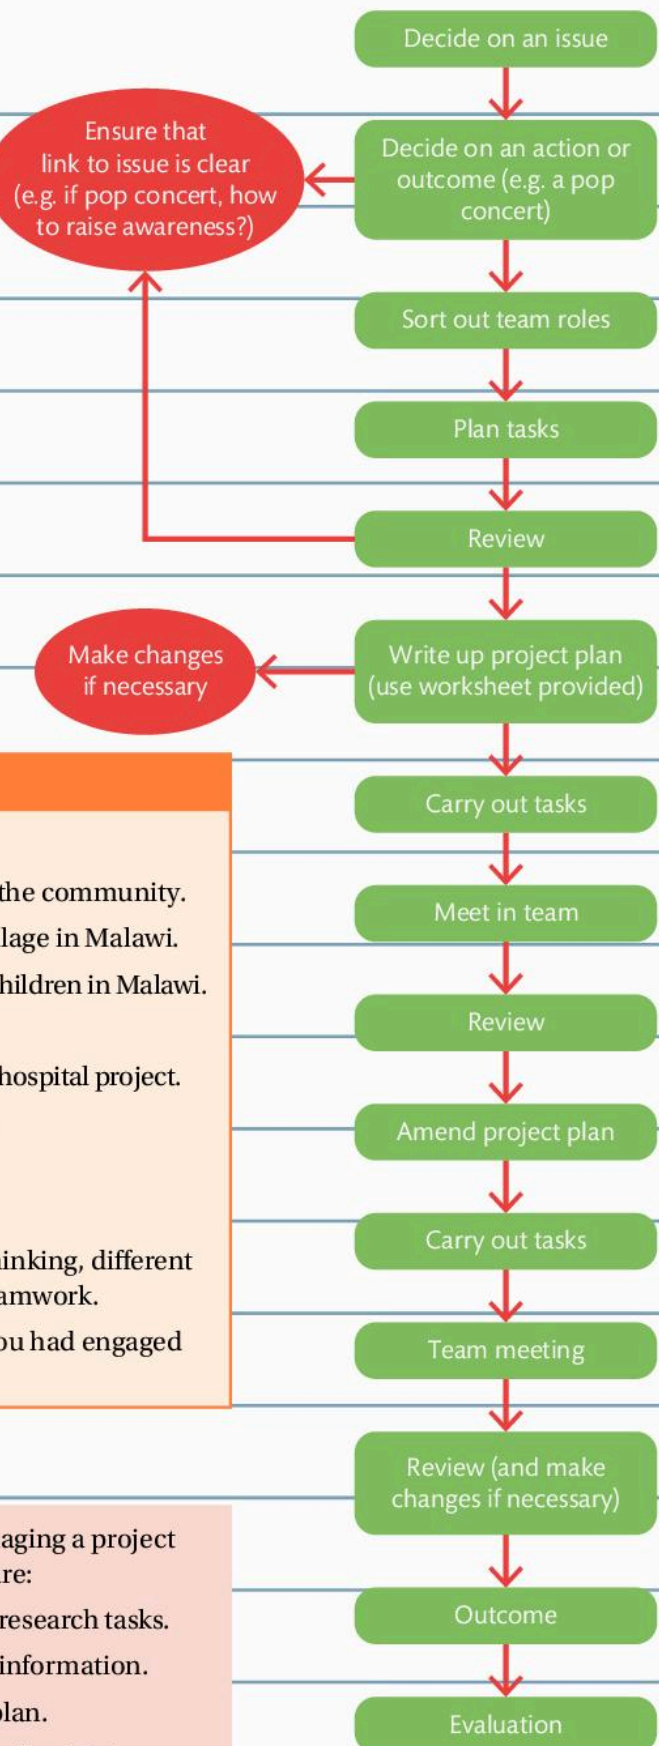 Decide on an issue
Ensure that
link to issue is clear
(e.g. if pop concert, how
to raise awareness?)
Decide on an action or
outcome (e.g. a pop
concert)
Sort out team roles
Plan tasks
Review
Make changes
if necessary
Write up project plan
(use worksheet provided)
Carry out tasks
Meet in team
Review
Amend project plan
Carry out tasks
Team meeting
Review (and make
changes if necessary)
Outcome
Evaluation
the community.
lage in Malawi.
hildren in Malawi.
hospital project.
inking, different
amwork.
ou had engaged
aging a project
re:
research tasks.
information.
lan.